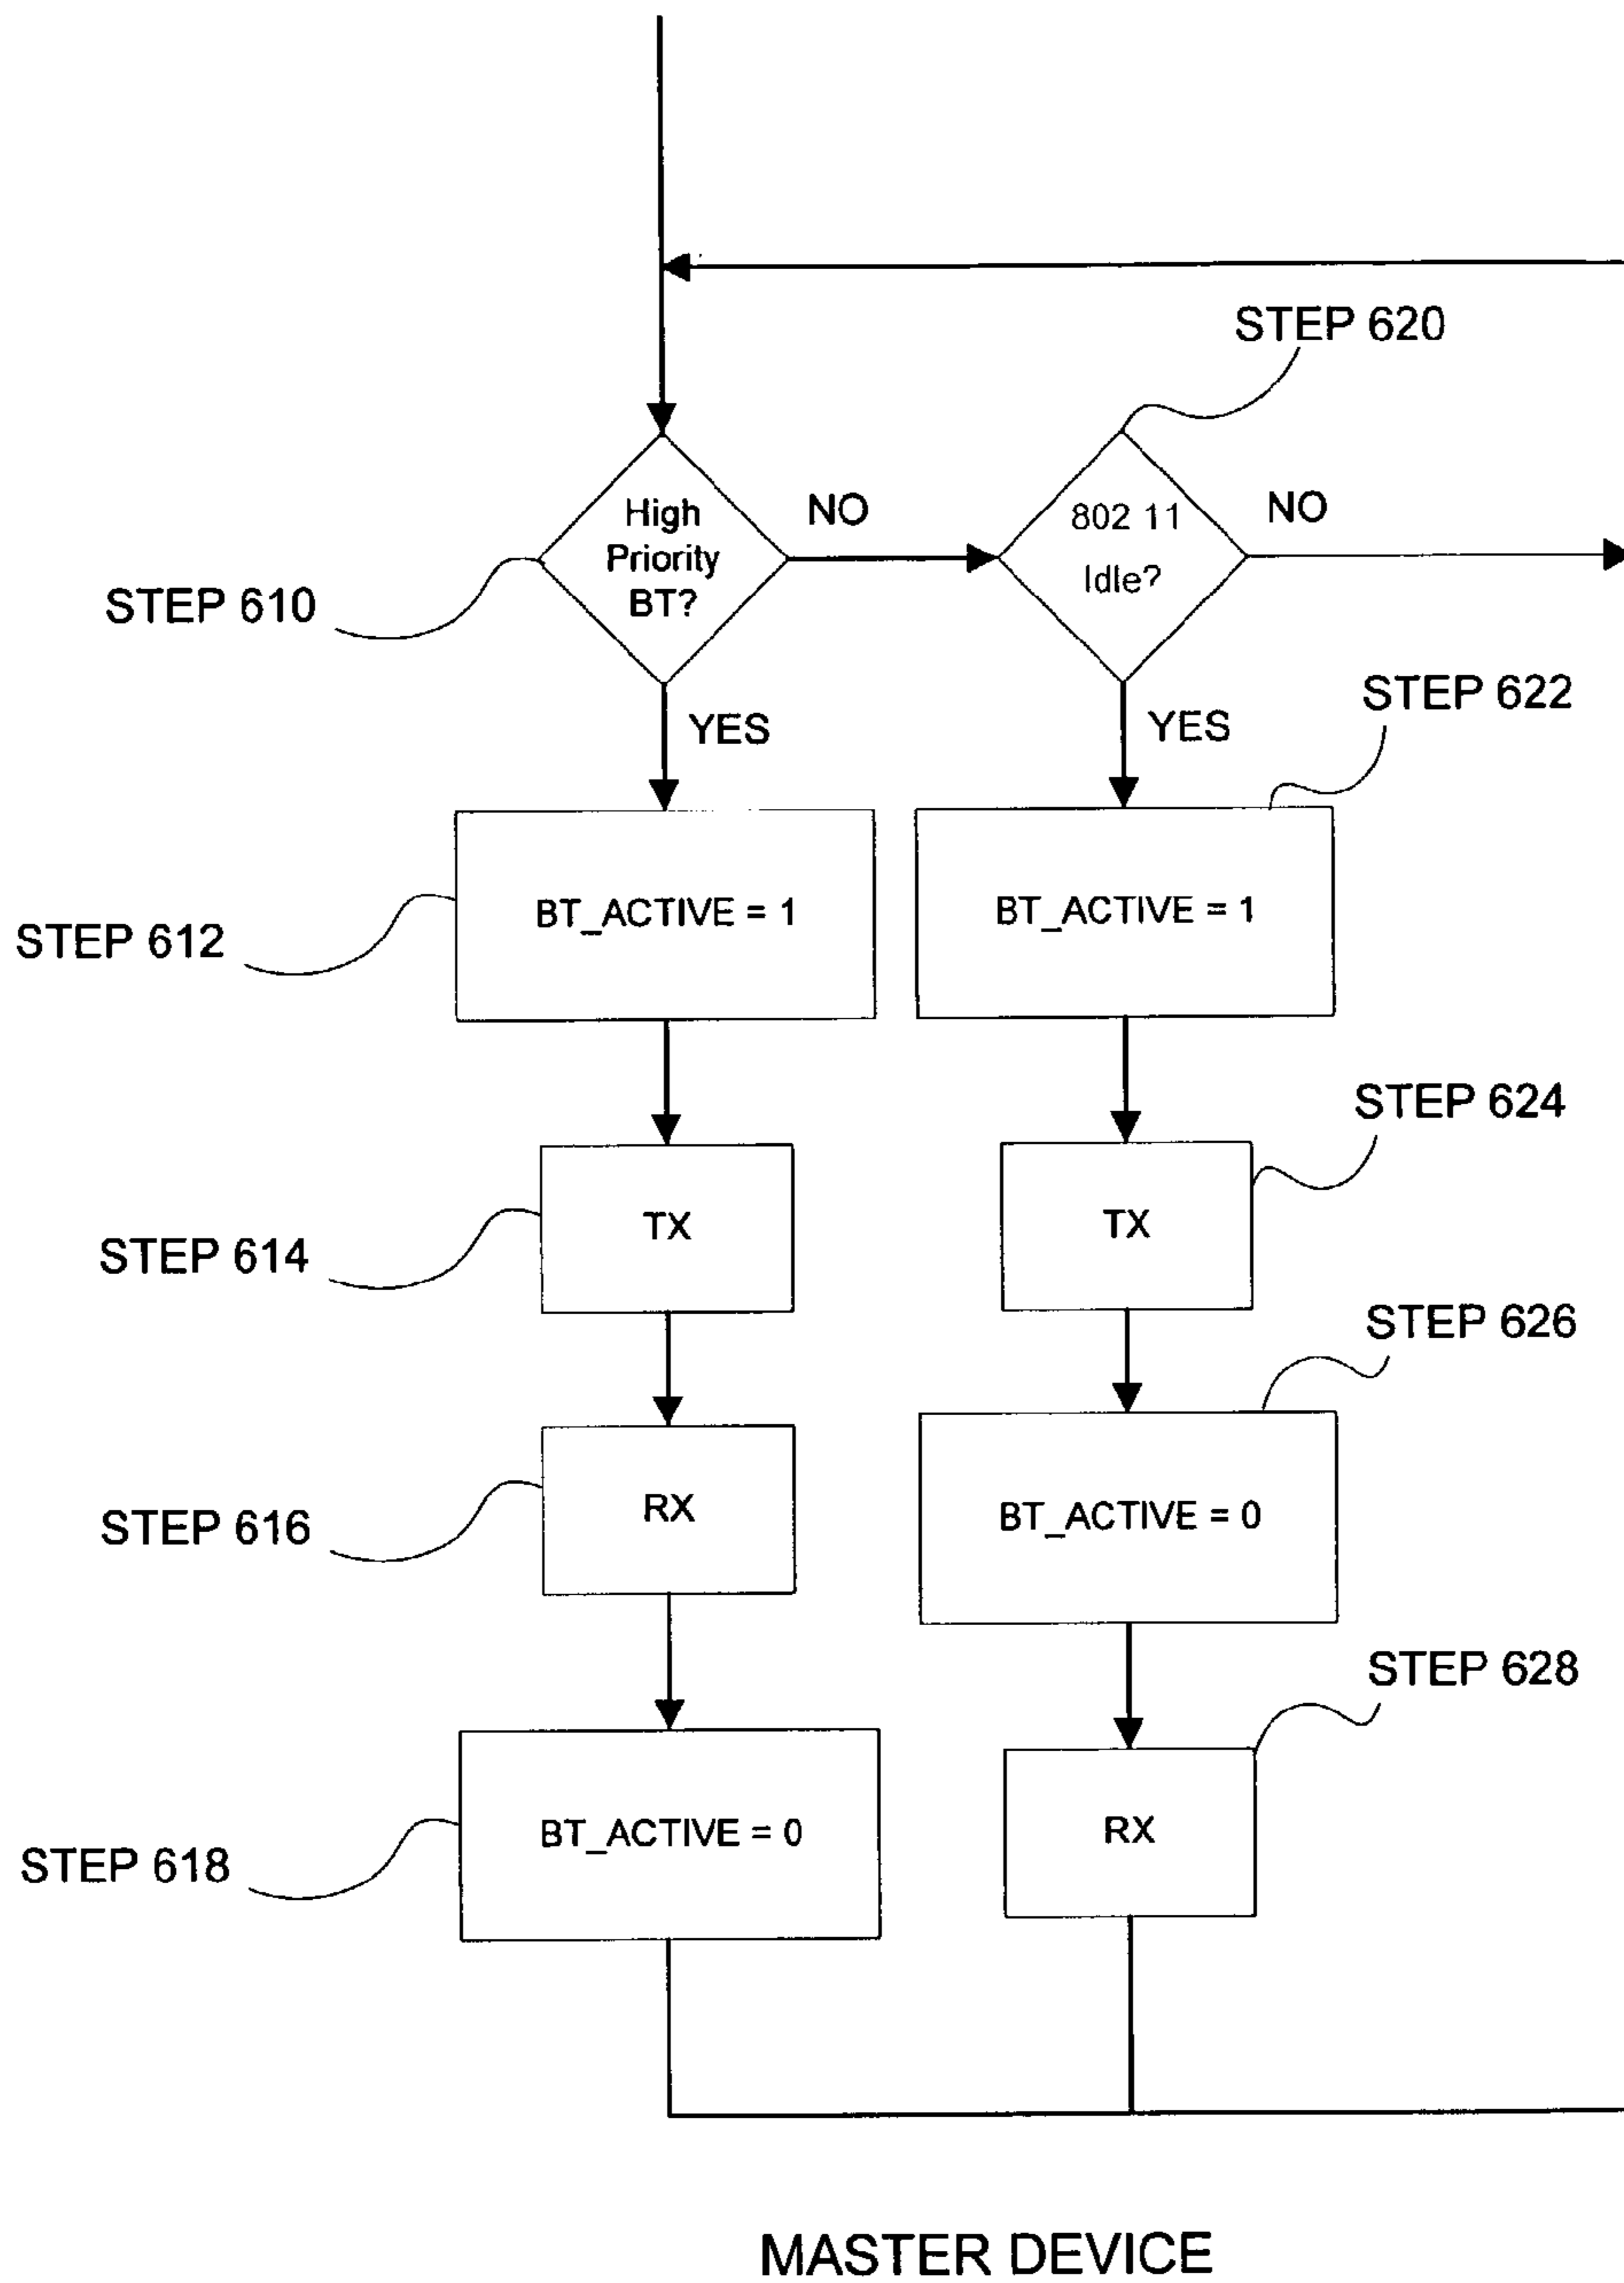 STEP 620
High
Priority
BT?
NO
802 11
Idle?
NO
STEP 610
YES
YES
STEP 622
BT_ACTIVE = 1
BT_ACTIVE = 1
STEP 612
STEP 624
TX
TX
STEP 614
STEP 626
RX
BT_ACTIVE = 0
STEP 616
STEP 628
BT_ACTIVE = 0
RX
STEP 618
MASTER DEVICE